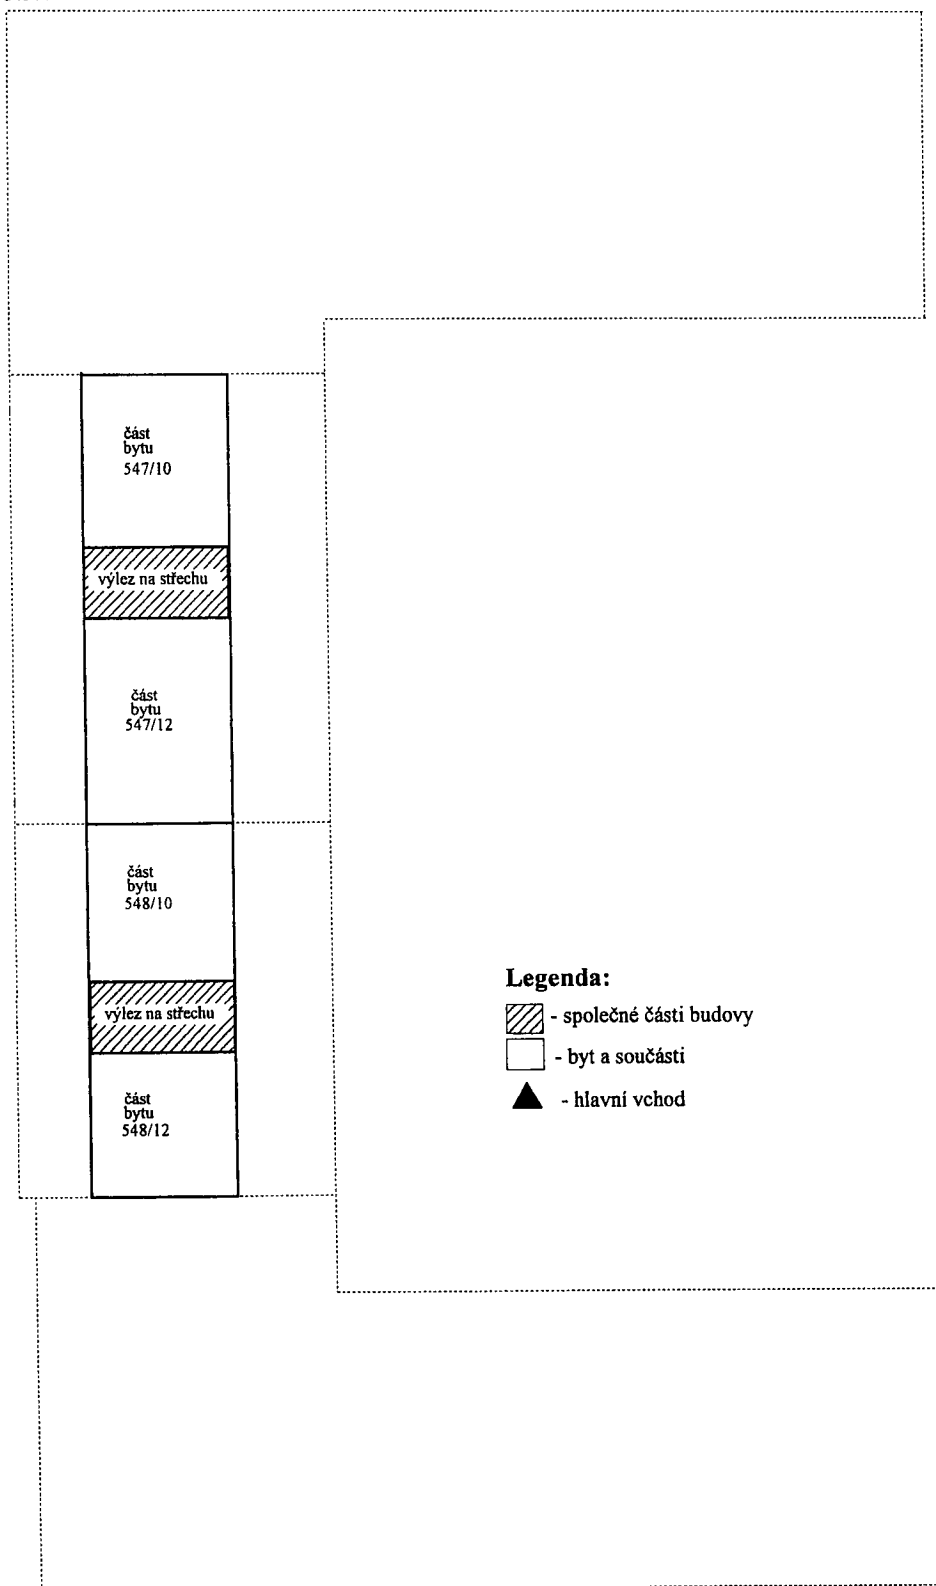 část
bytu
547/10
výlez na střechu
část
bytu
547/12
část
bytu
548/10
výlez na střechu
část
bytu
548/12
Legenda:
- společné části budovy
- byt a součásti
- hlavní vchod